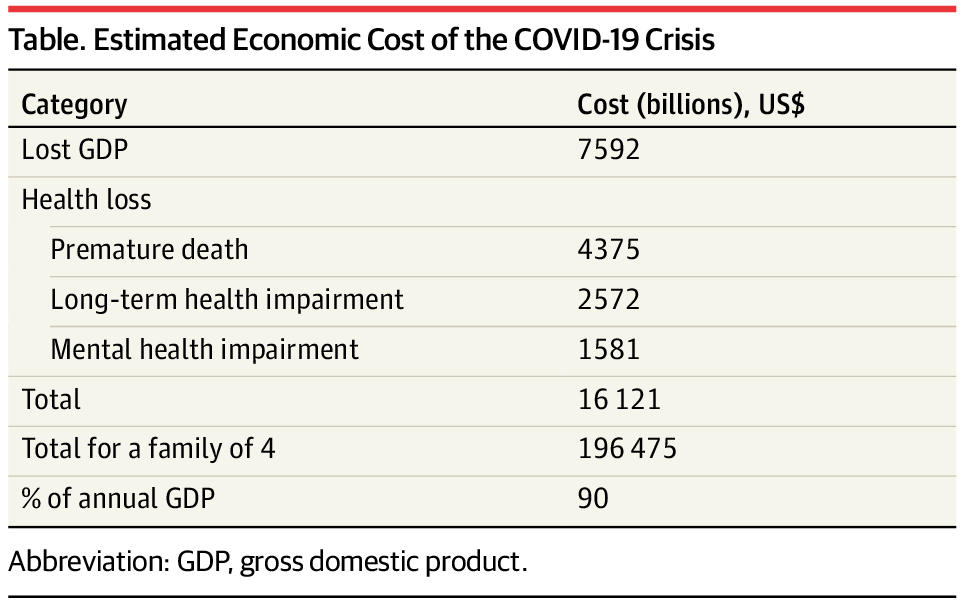 Table. Estimated Economic Cost of the COVID-19 Crisis
Category Cost (billions), US$
Lost GDP 7592
Health loss
Premature death 4375
Long-term health impairment 2572
Mental health impairment 1581
Total 16 121
Total for a family of 4 196 475
% of annual GDP 90
Abbreviation: GDP, gross domestic product.